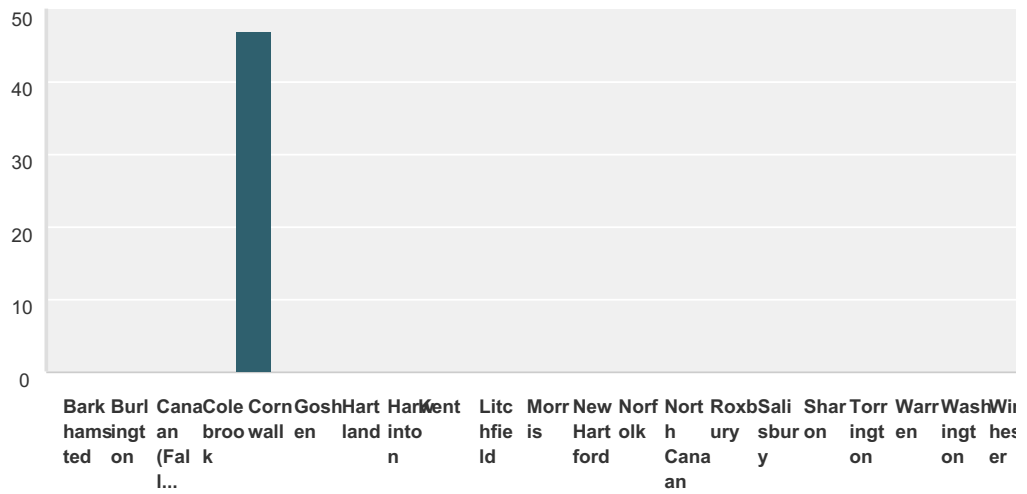 50
40
30
20
10
0
Bark
hams
ted
Burl
ingt
on
Cana
an
(Fal
l...
Cole
broo
k
Corn
wall
Gosh
en
Hart
land
Harw
into
n
Kent
Litc
hfie
ld
Morr
is
New
Hart
ford
Norf
olk
Nort
h
Cana
an
Roxb
ury
Sali
sbur
y
Shar
on
Torr
ingt
on
Warr
en
Wash
ingt
on
Win
hes
er